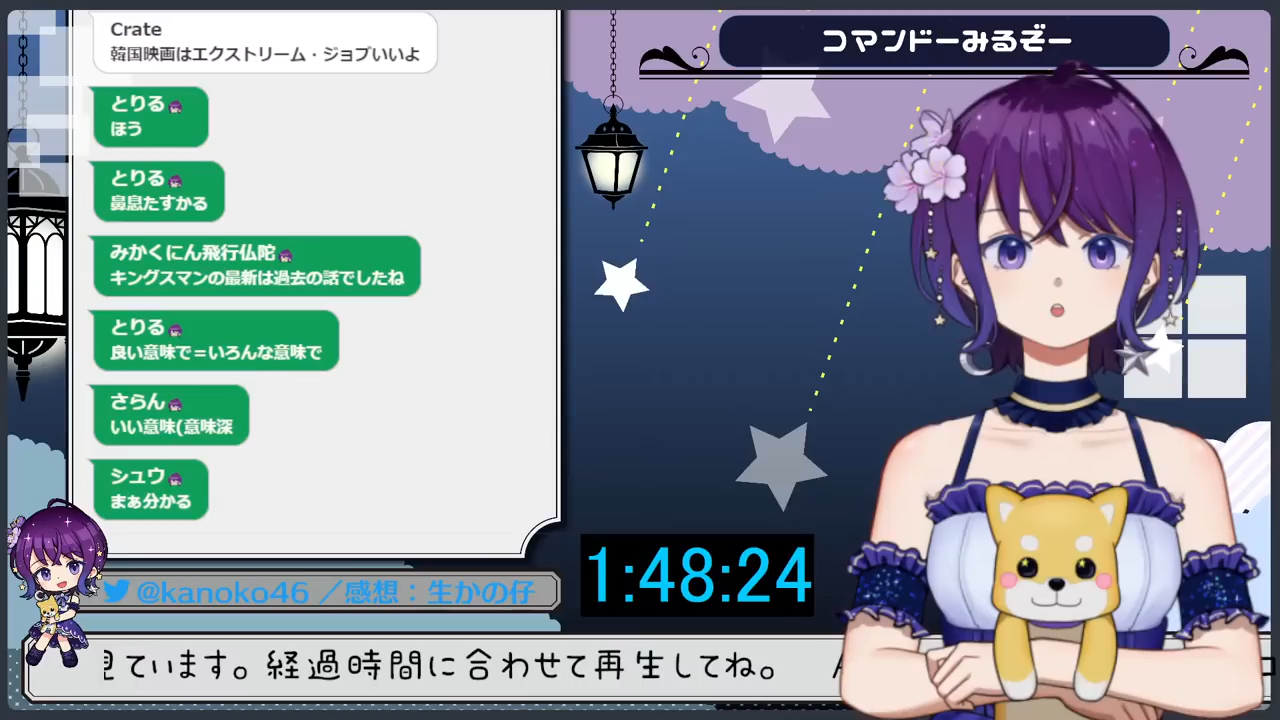 コマンドーみるぞー
Crate
韓国映画はエクストリーム・ジョブいいよ
とりる
ほう
とりる
鼻息たすかる
みかくにん飛行仏陀
キングスマンの最新は過去の話でしたね
とりる
良い意味で＝いろんな意味で
さらん
いい意味(意味深
シュウ
まぁ分かる
1:48:24
@kanoko46 ／感想：生かの仔
見ています。経過時間に合わせて再生してね。